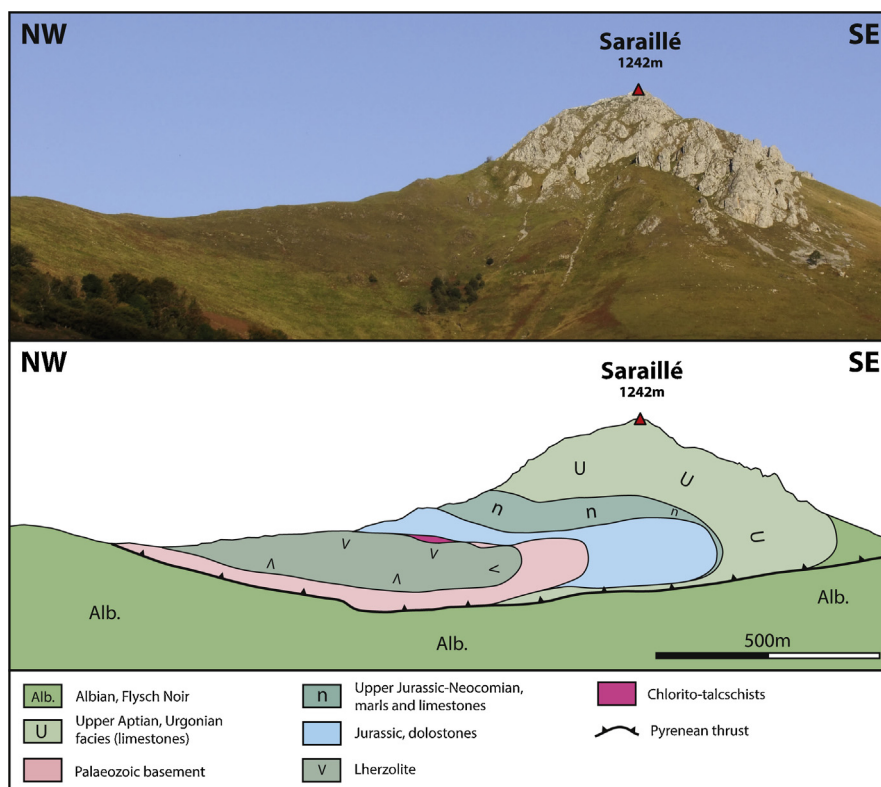 NW
SE
Saraillé
1242m
NW
SE
Saraillé
1242m
U
U
n
n
n
U
V
V
V
V
V
Alb.
Alb.
Alb.
500m
Alb.
Albian, Flysch Noir
U
Upper Aptian, Urgonian
facies (limestones)
Palaeozoic basement
n
Upper Jurassic-Neocomian,
marls and limestones
Jurassic, dolostones
V
Lherzolite
Chlorito-talcschists
Pyrenean thrust